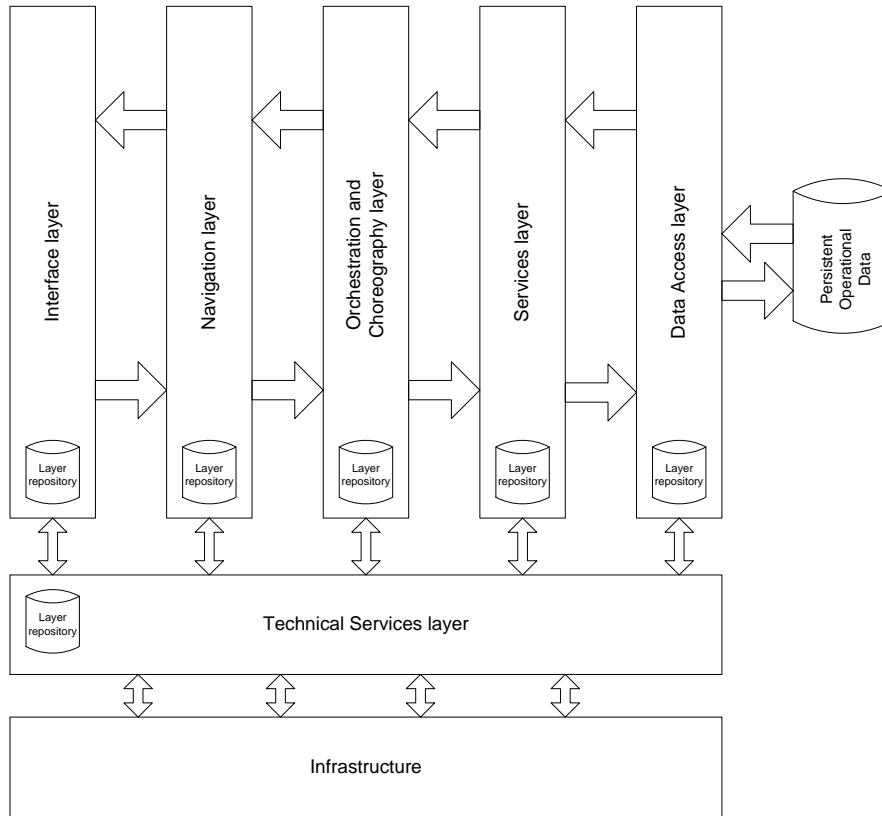 Interface layer
Navigation layer
Orchestration and
Choreography layer
Services layer
Data Access layer
Persistent
Operational
Data
Layer
repository
Layer
repository
Layer
repository
Layer
repository
Layer
repository
Layer
repository
Technical Services layer
Infrastructure